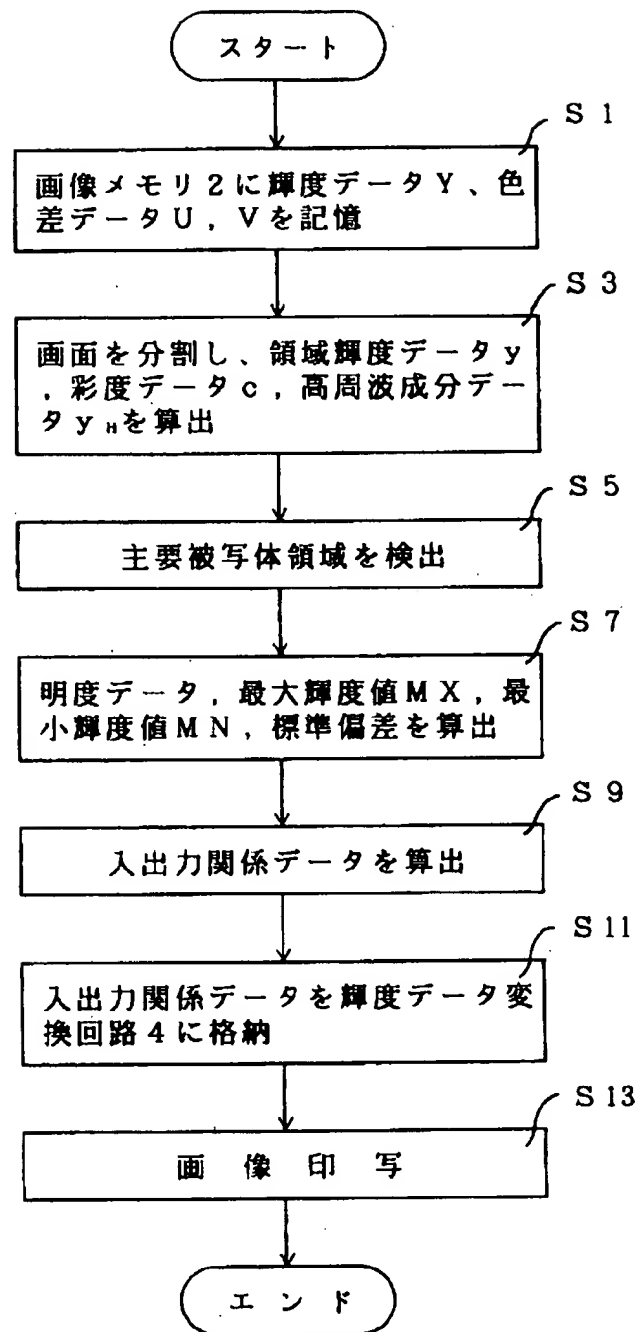 スタート
S1
画像メモリ2に輝度データY、色
差データU,Vを記憶
S3
画面を分割し、領域輝度データy
,彩度データc,高周波成分デー
タyHを算出
S5
主要被写体領域を検出
S7
明度データ,最大輝度値MX,最
小輝度値MN,標準偏差を算出
S9
入出力関係データを算出
S11
入出力関係データを輝度データ変
換回路4に格納
S13
画像印写
エンド